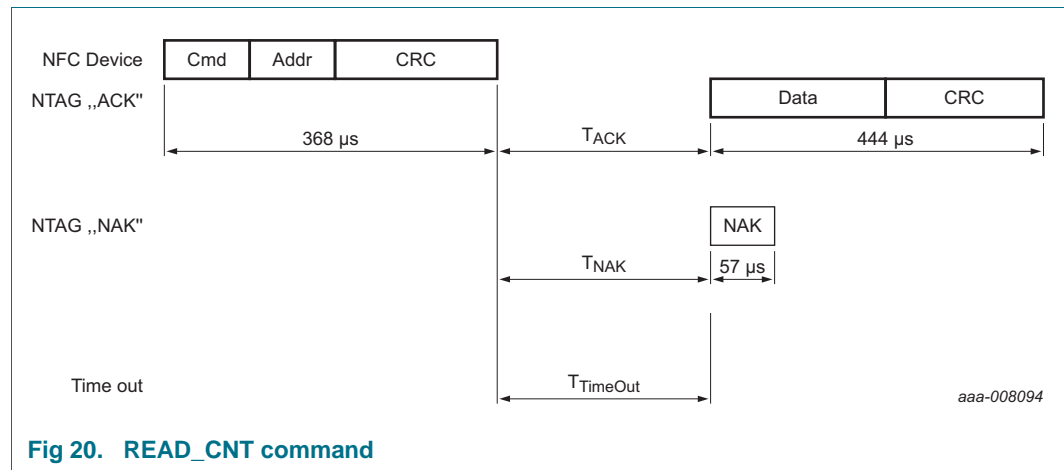 NFC Device Cmd Addr CRC
NTAG ,,ACK" Data CRC
368 µs TACK 444 µs
NTAG ,,NAK" NAK
TNAK 57 µs
Time out TTimeOut aaa-008094
Fig 20. READ_CNT command